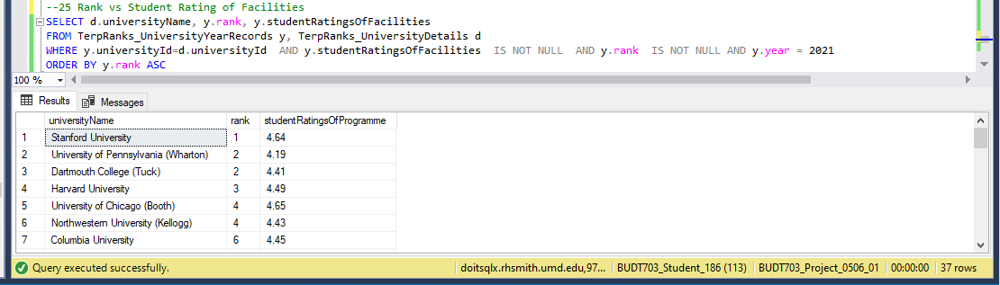 --25 Rank vs Student Rating of Facilities
SELECT d.universityName, y.rank, y.studentRatingsOfFacilities
FROM TerpRanks_UniversityYearRecords y, TerpRanks_UniversityDetails d
WHERE y.universityId=d.universityId  AND y.studentRatingsOfFacilities  IS NOT NULL  AND y.rank  IS NOT NULL AND y.year = 2021
ORDER BY y.rank ASC
100 %
Results Messages
universityName rank studentRatingsOfProgramme
1 Stanford University 1 4.64
2 University of Pennsylvania (Wharton) 2 4.19
3 Dartmouth College (Tuck) 2 4.41
4 Harvard University 3 4.49
5 University of Chicago (Booth) 4 4.65
6 Northwestern University (Kellogg) 4 4.43
7 Columbia University 6 4.45
Query executed successfully. doitsqlx.rhsmith.umd.edu,97... BUDT703_Student_186 (113) BUDT703_Project_0506_01 00:00:00 37 rows